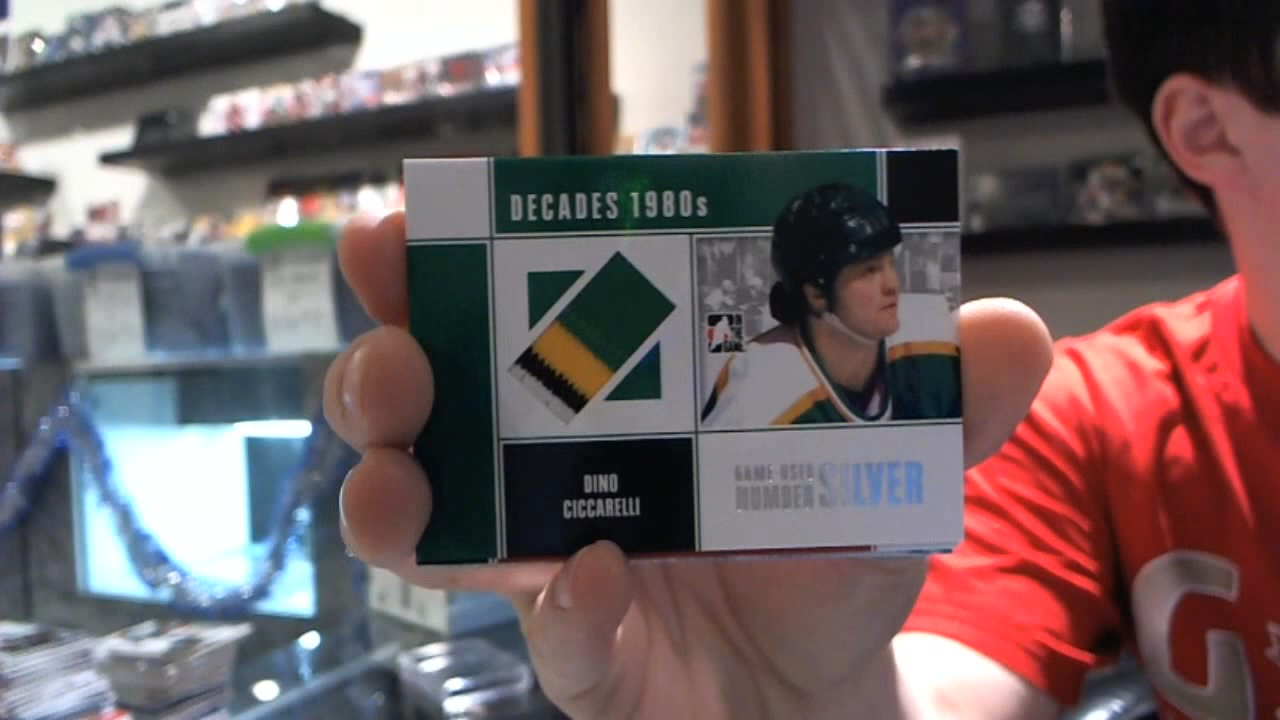 DECADES 1980s
DINO
CICCARELLI
GAME USED
NUMBER SILVER
G